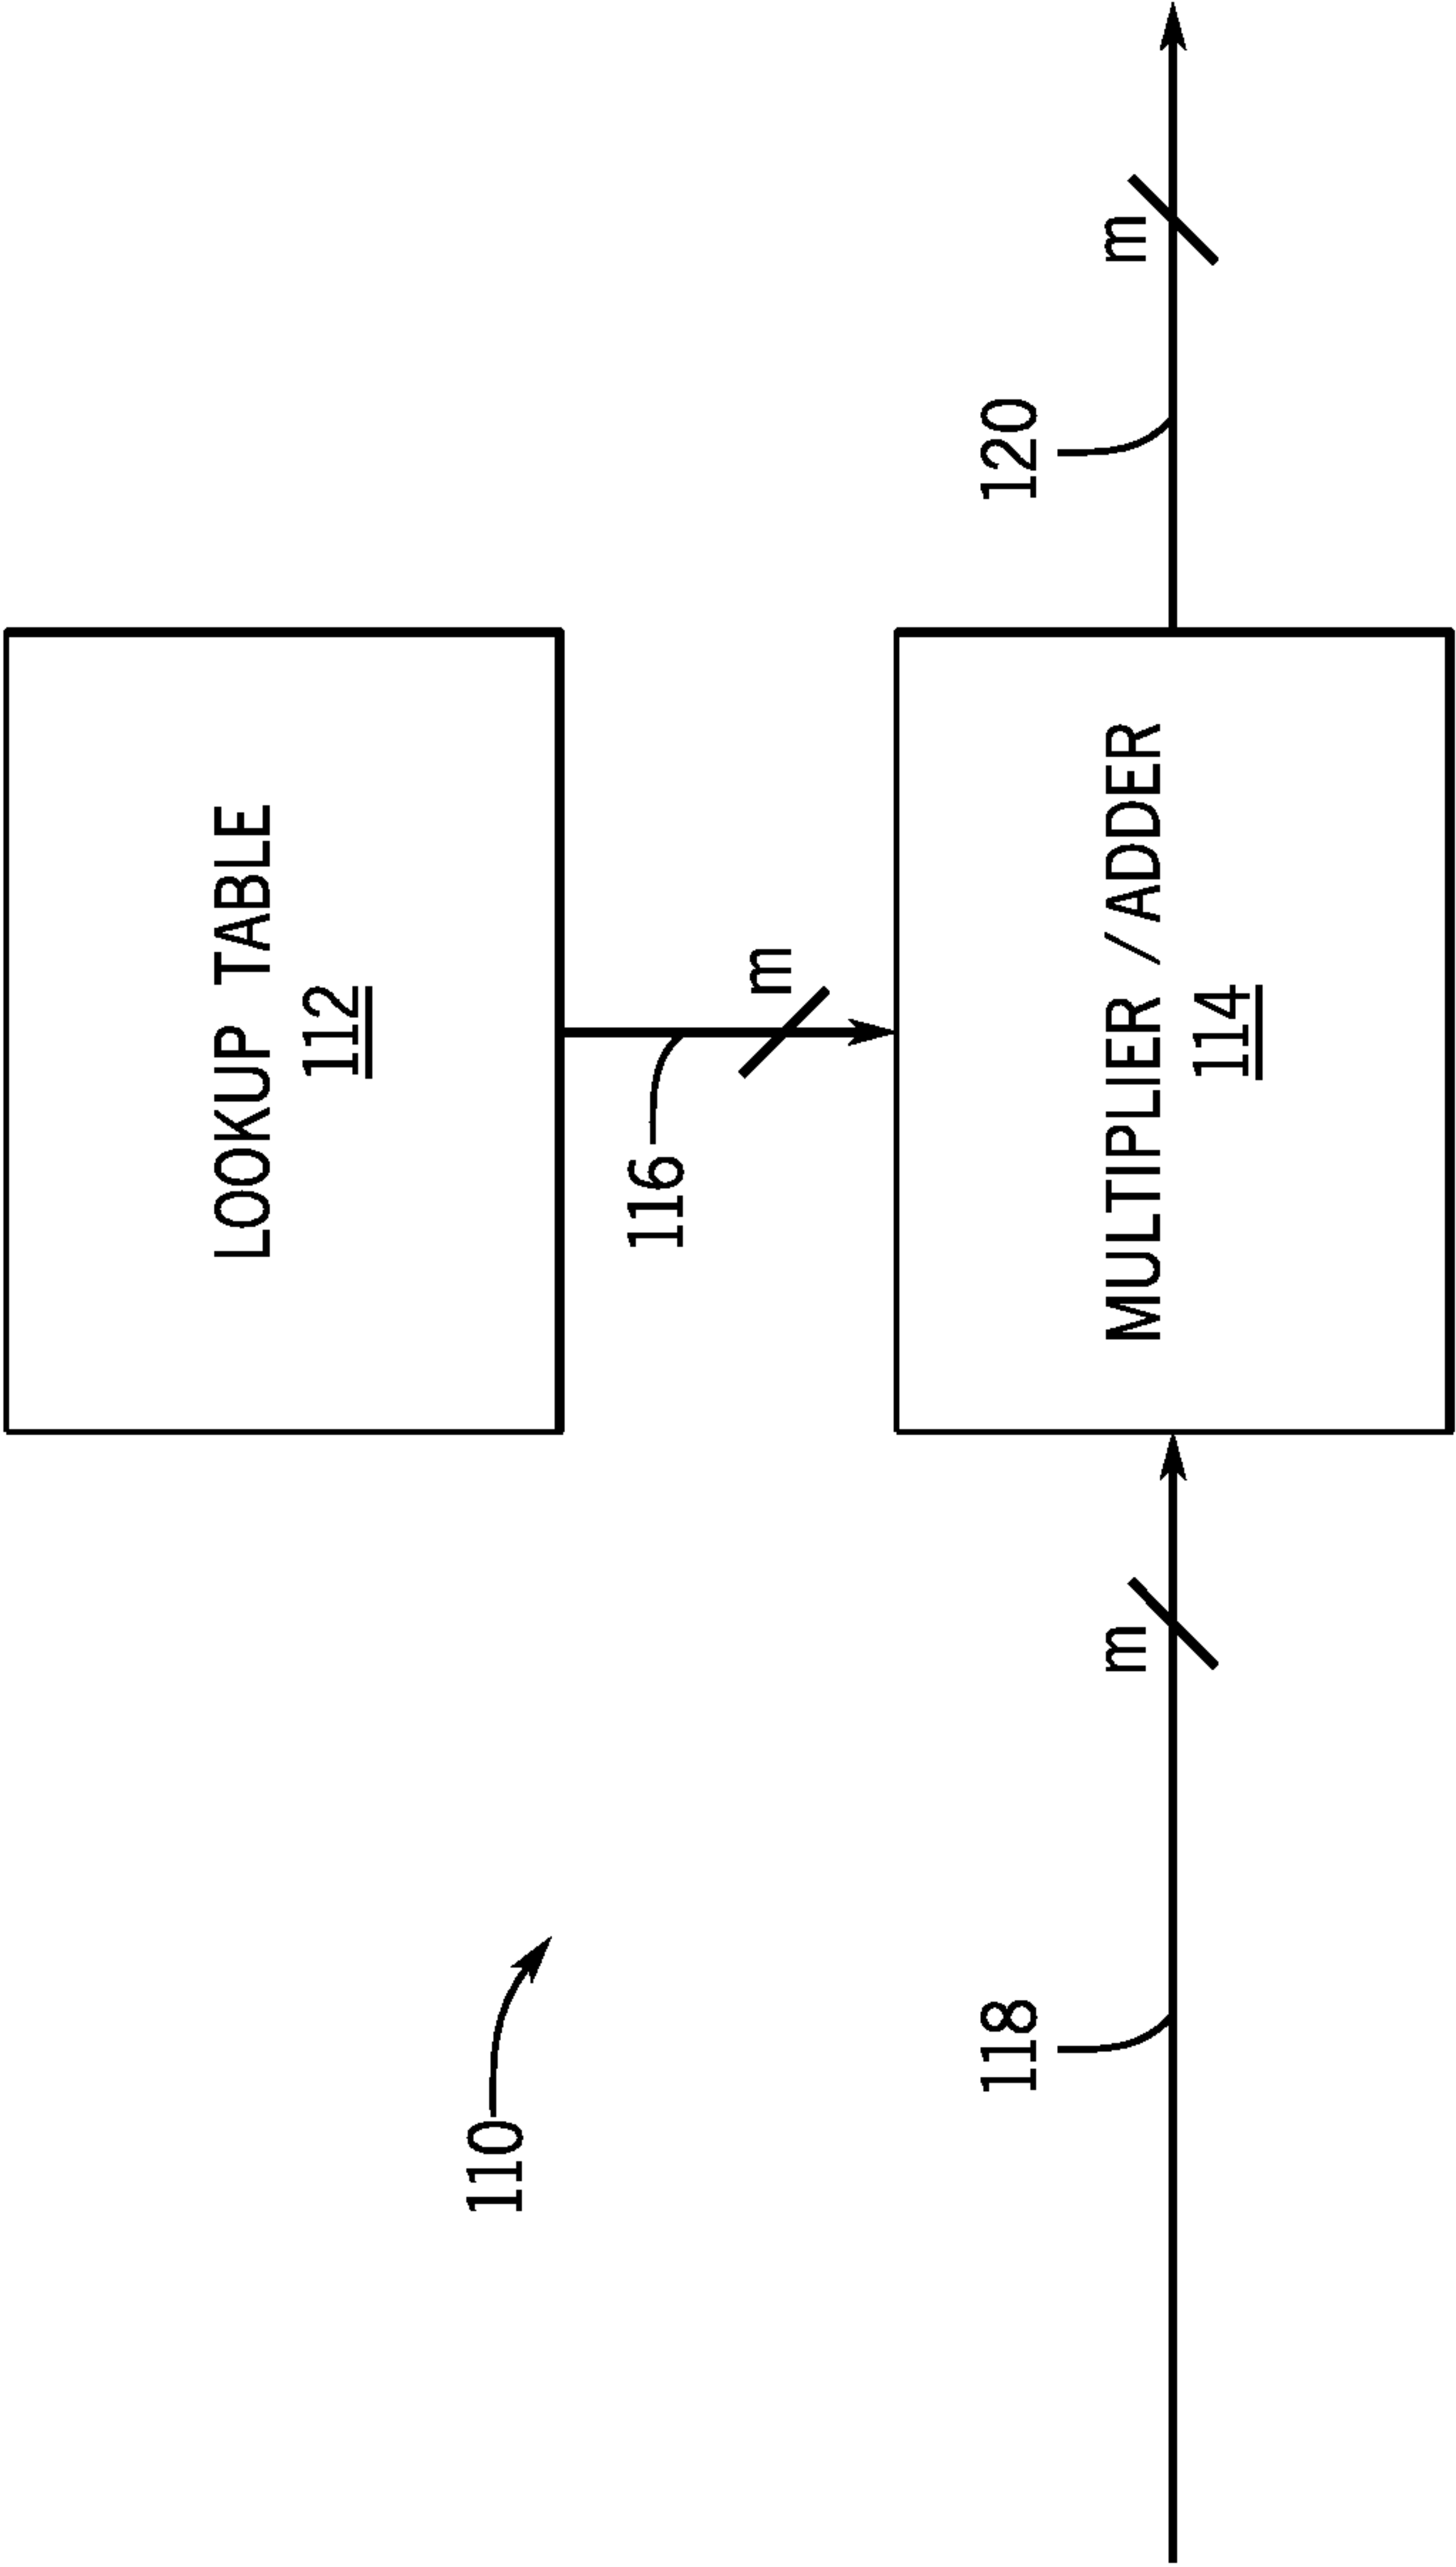 LOOKUP TABLE
112
110
116
m
118
m
MULTIPLIER / ADDER
114
120
m